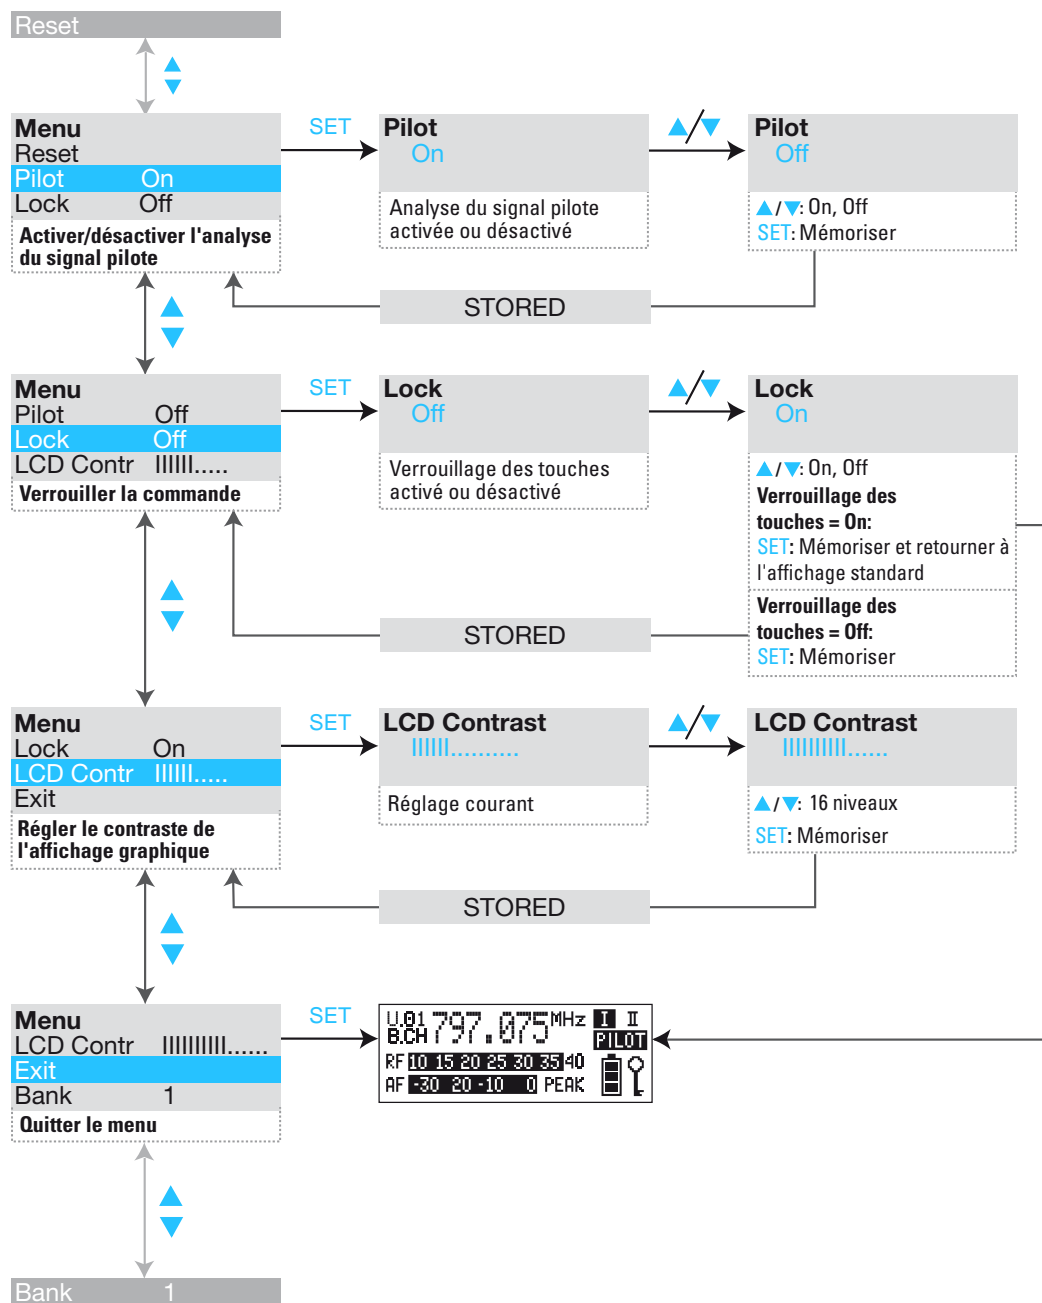 Reset
Menu
Reset
Pilot On
Lock Off
Activer/désactiver l'analyse
du signal pilote
SET
Pilot
On
Analyse du signal pilote
activée ou désactivé
▲/▼
Pilot
Off
▲/▼: On, Off
SET: Mémoriser
STORED
▲
▼
Menu
Pilot Off
Lock Off
LCD Contr IIIIII.....
Verrouiller la commande
SET
Lock
Off
Verrouillage des touches
activé ou désactivé
▲/▼
Lock
On
▲/▼: On, Off
Verrouillage des
touches = On:
SET: Mémoriser et retourner à
l'affichage standard
Verrouillage des
touches = Off:
SET: Mémoriser
STORED
▲
▼
Menu
Lock On
LCD Contr IIIIII.....
Exit
Régler le contraste de
l'affichage graphique
SET
LCD Contrast
IIIIII..........
Réglage courant
▲/▼
LCD Contrast
IIIIIIIIII......
▲/▼: 16 niveaux
SET: Mémoriser
STORED
▲
▼
Menu
LCD Contr IIIIIIIIII......
Exit
Bank 1
Quitter le menu
SET
U.01
B.CH 797.075 MHz I II
PILOT
RF 10 15 20 25 30 35 40
AF -30 20 -10 0 PEAK
▲
▼
Bank 1